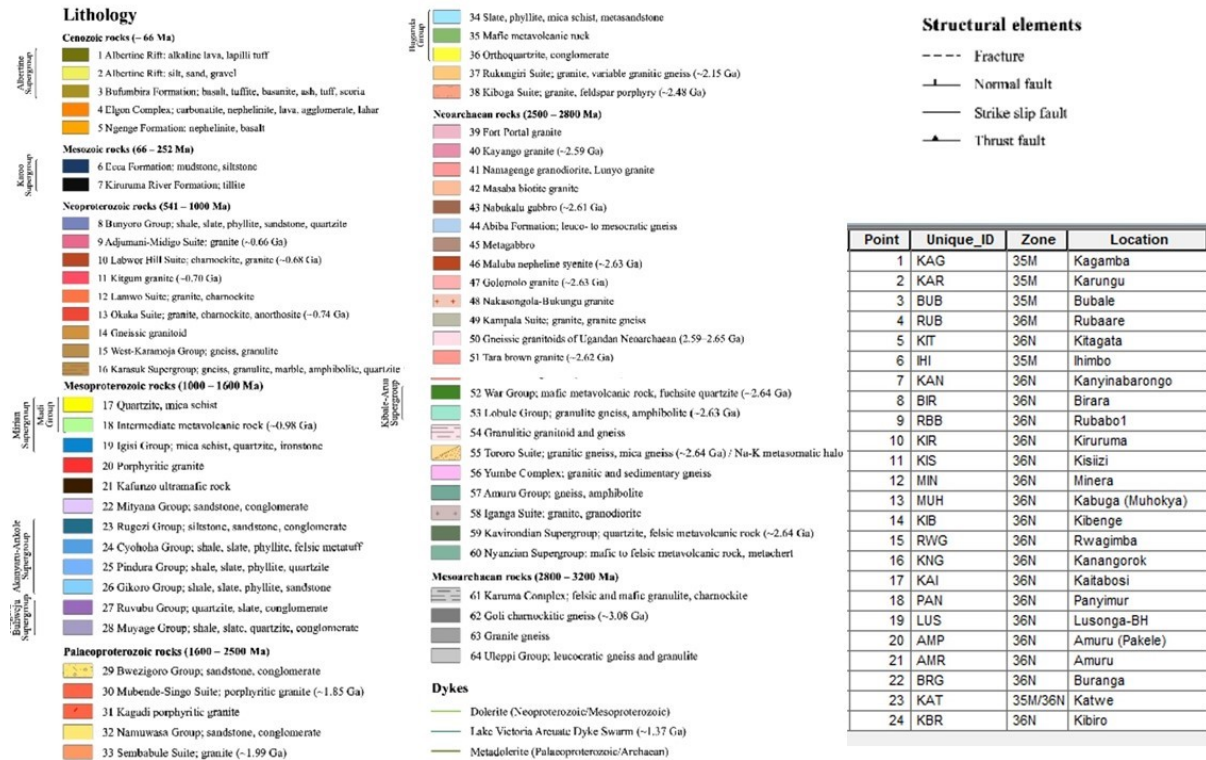 Lithology
Cenozoic rocks (~ 66 Ma)
Albertine Supergroup
1 Albertine Rift: alkaline lava, lapilli tuff
2 Albertine Rift: silt, sand, gravel
3 Bufumbira Formation; basalt, tuffite, basanite, ash, tuff, scoria
4 Elgon Complex; carbonatite, nephelinite, lava, agglomerate, lahar
5 Ngenge Formation; nephelinite, basalt
Mesozoic rocks (66 – 252 Ma)
Karoo Supergroup
6 Ecca Formation; mudstone, siltstone
7 Kiruruma River Formation; tillite
Neoproterozoic rocks (541 – 1000 Ma)
8 Bunyoro Group; shale, slate, phyllite, sandstone, quartzite
9 Adjumani-Midigo Suite; granite (~0.66 Ga)
10 Labwor Hill Suite; charnockite, granite (~0.68 Ga)
11 Kitgum granite (~0.70 Ga)
12 Lamwo Suite; granite, charnockite
13 Okaka Suite; granite, charnockite, anorthosite (~0.74 Ga)
14 Gneissic granitoid
15 West-Karamoja Group; gneiss, granulite
16 Karasuk Supergroup; gneiss, granulite, marble, amphibolite, quartzite
Mesoproterozoic rocks (1000 – 1600 Ma)
Mirian Supergroup
Madi Group
17 Quartzite, mica schist
18 Intermediate metavolcanic rock (~0.98 Ga)
19 Igisi Group; mica schist, quartzite, ironstone
20 Porphyritic granite
21 Kafunzo ultramafic rock
22 Mityana Group; sandstone, conglomerate
Akanyaru-Ankole Supergroup
23 Rugezi Group; siltstone, sandstone, conglomerate
24 Cyohoha Group; shale, slate, phyllite, felsic metatuff
25 Pindura Group; shale, slate, phyllite, quartzite
26 Gikoro Group; shale, slate, phyllite, sandstone
Buhweju Supergroup
27 Ruvubu Group; quartzite, slate, conglomerate
28 Muyaga Group; shale, slate, quartzite, conglomerate
Palaeoproterozoic rocks (1600 – 2500 Ma)
29 Bwezigoro Group; sandstone, conglomerate
30 Mubende-Singo Suite; porphyritic granite (~1.85 Ga)
31 Kagadi porphyritic granite
32 Namuwasa Group; sandstone, conglomerate
33 Sembabule Suite; granite (~1.99 Ga)
Buganda Group
34 Slate, phyllite, mica schist, metasandstone
35 Mafic metavolcanic rock
36 Orthoquartzite, conglomerate
37 Rukungiri Suite; granite, variable granitic gneiss (~2.15 Ga)
38 Kiboga Suite; granite, feldspar porphyry (~2.48 Ga)
Neoarchaean rocks (2500 – 2800 Ma)
39 Fort Portal granite
40 Kayango granite (~2.59 Ga)
41 Namagenge granodiorite, Lunyo granite
42 Masaba biotite granite
43 Nabukalu gabbro (~2.61 Ga)
44 Abiba Formation; leuco- to mesocratic gneiss
45 Metagabbro
46 Maluba nepheline syenite (~2.63 Ga)
47 Golomolo granite (~2.63 Ga)
48 Nakasongola-Bukungu granite
49 Kampala Suite; granite, granite gneiss
50 Gneissic granitoids of Ugandan Neoarchaean (2.59–2.65 Ga)
51 Tara brown granite (~2.62 Ga)
Kibale-Arua Supergroup
52 War Group; mafic metavolcanic rock, fuchsite quartzite (~2.64 Ga)
53 Lobule Group; granulite gneiss, amphibolite (~2.63 Ga)
54 Granulitic granitoid and gneiss
55 Tororo Suite; granitic gneiss, mica gneiss (~2.64 Ga) / Na-K metasomatic halo
56 Yumbe Complex; granitic and sedimentary gneiss
57 Amuru Group; gneiss, amphibolite
58 Iganga Suite; granite, granodiorite
59 Kavirondian Supergroup; quartzite, felsic metavolcanic rock (~2.64 Ga)
60 Nyanzian Supergroup; mafic to felsic metavolcanic rock, metachert
Mesoarchaean rocks (2800 – 3200 Ma)
61 Karuma Complex; felsic and mafic granulite, charnockite
62 Goli charnockitic gneiss (~3.08 Ga)
63 Granite gneiss
64 Uleppi Group; leucocratic gneiss and granulite
Dykes
Dolerite (Neoproterozoic/Mesoproterozoic)
Lake Victoria Arcuate Dyke Swarm (~1.37 Ga)
Metadolerite (Palaeoproterozoic/Archaean)
Structural elements
Fracture
Normal fault
Strike slip fault
Thrust fault
Point Unique_ID Zone Location
1 KAG 35M Kagamba
2 KAR 35M Karungu
3 BUB 35M Bubale
4 RUB 36M Rubaare
5 KIT 36N Kitagata
6 IHI 35M Ihimbo
7 KAN 36N Kanyinabarongo
8 BIR 36N Birara
9 RBB 36N Rubabo1
10 KIR 36N Kiruruma
11 KIS 36N Kisiizi
12 MIN 36N Minera
13 MUH 36N Kabuga (Muhokya)
14 KIB 36N Kibenge
15 RWG 36N Rwagimba
16 KNG 36N Kanangorok
17 KAI 36N Kaitabosi
18 PAN 36N Panyimur
19 LUS 36N Lusonga-BH
20 AMP 36N Amuru (Pakele)
21 AMR 36N Amuru
22 BRG 36N Buranga
23 KAT 35M/36N Katwe
24 KBR 36N Kibiro